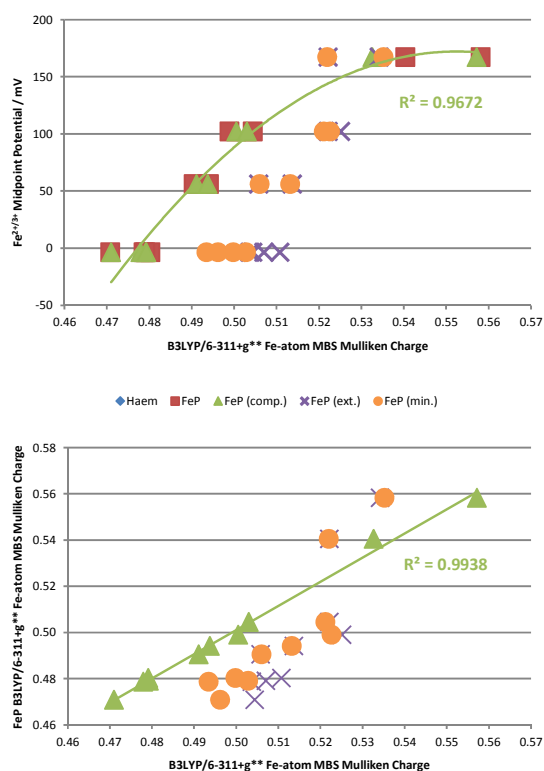 200
150
100
50
0
-50
Fe2+/3+ Midpoint Potential / mV
R² = 0.9672
0.46 0.47 0.48 0.49 0.50 0.51 0.52 0.53 0.54 0.55 0.56 0.57
B3LYP/6-311+g** Fe-atom MBS Mulliken Charge
Haem FeP FeP (comp.) FeP (ext.) FeP (min.)
0.58
0.56
0.54
0.52
0.50
0.48
0.46
FeP B3LYP/6-311+g** Fe-atom MBS Mulliken Charge
R² = 0.9938
0.46 0.47 0.48 0.49 0.50 0.51 0.52 0.53 0.54 0.55 0.56 0.57
B3LYP/6-311+g** Fe-atom MBS Mulliken Charge